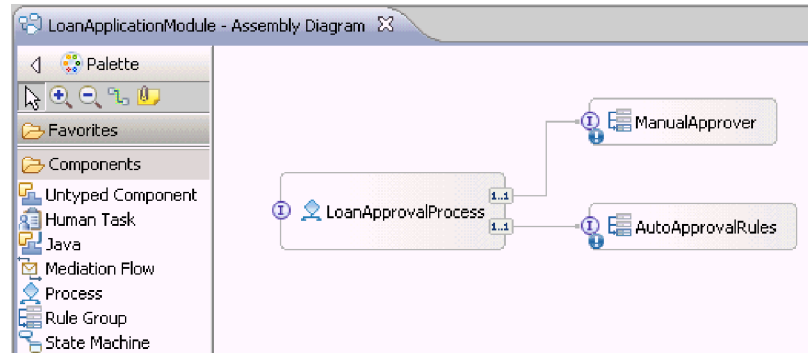 LoanApplicationModule - Assembly Diagram
Palette
Favorites
Components
Untyped Component
Human Task
Java
Mediation Flow
Process
Rule Group
State Machine
I LoanApprovalProcess
1..1
1..1
I ManualApprover
I AutoApprovalRules